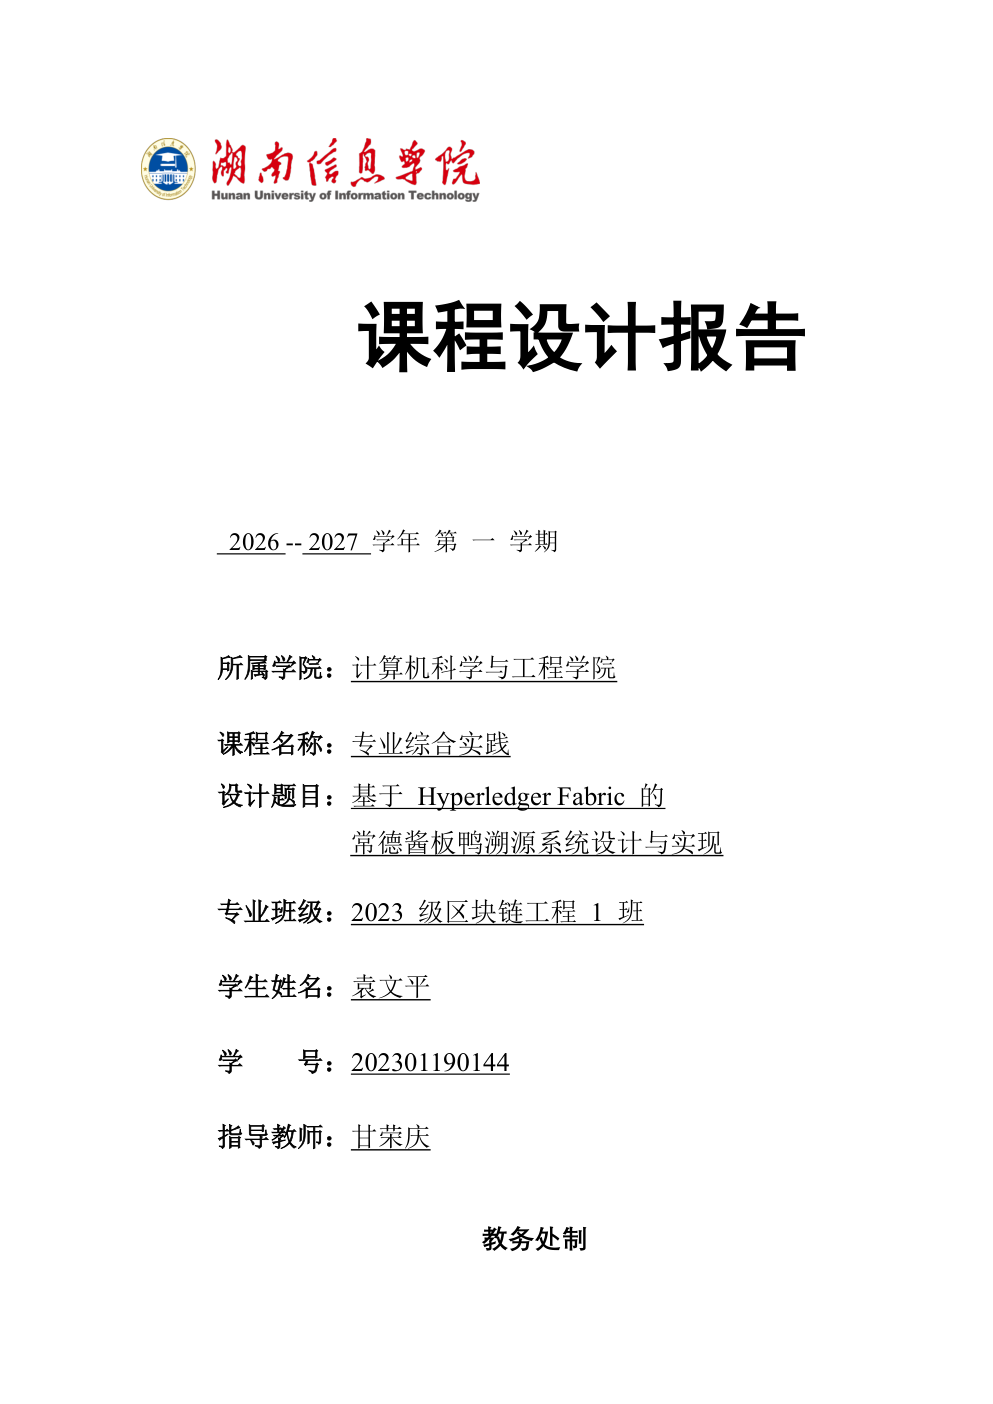 湖南信息学院
Hunan University of Information Technology
课程设计报告
2026 -- 2027 学年 第 一 学期
所属学院：计算机科学与工程学院
课程名称：专业综合实践
设计题目：基于 Hyperledger Fabric 的
常德酱板鸭溯源系统设计与实现
专业班级：2023 级区块链工程 1 班
学生姓名：袁文平
学 号：202301190144
指导教师：甘荣庆
教务处制